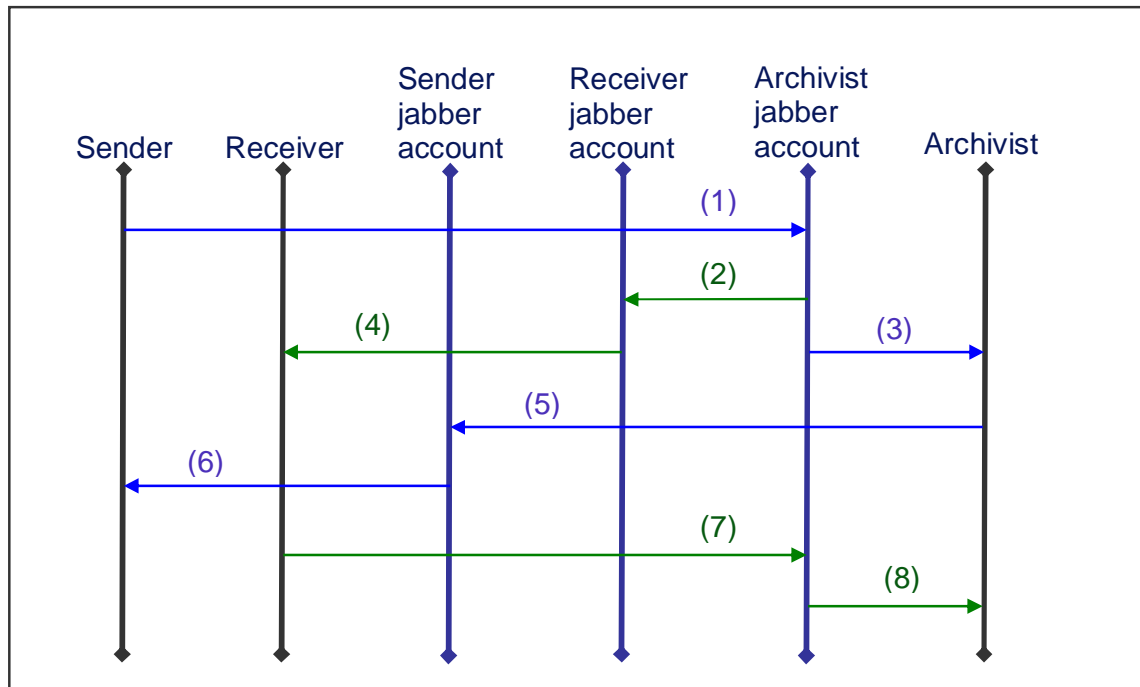 Sender
Receiver
Sender
jabber
account
Receiver
jabber
account
Archivist
jabber
account
Archivist
(1)
(2)
(4)
(3)
(5)
(6)
(7)
(8)